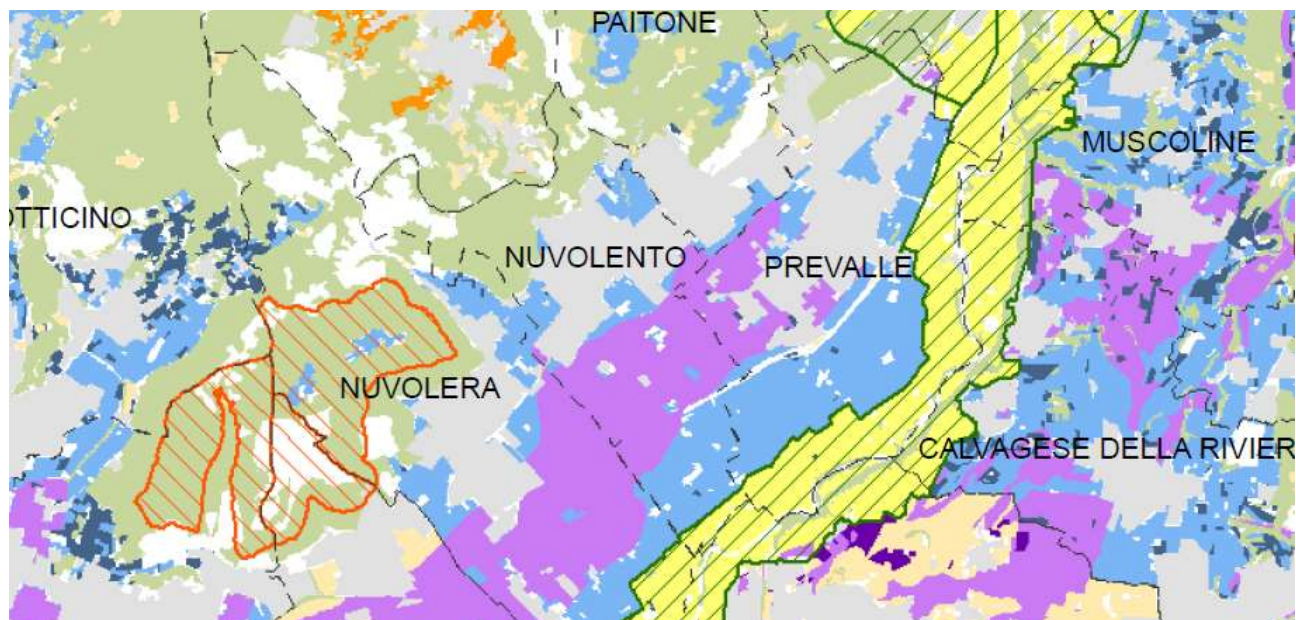 PAITONE
MUSCOLINE
OTTICINO
NUVOLENTO
PREVALLE
NUVOLERA
CALVAGESE DELLA RIVIER